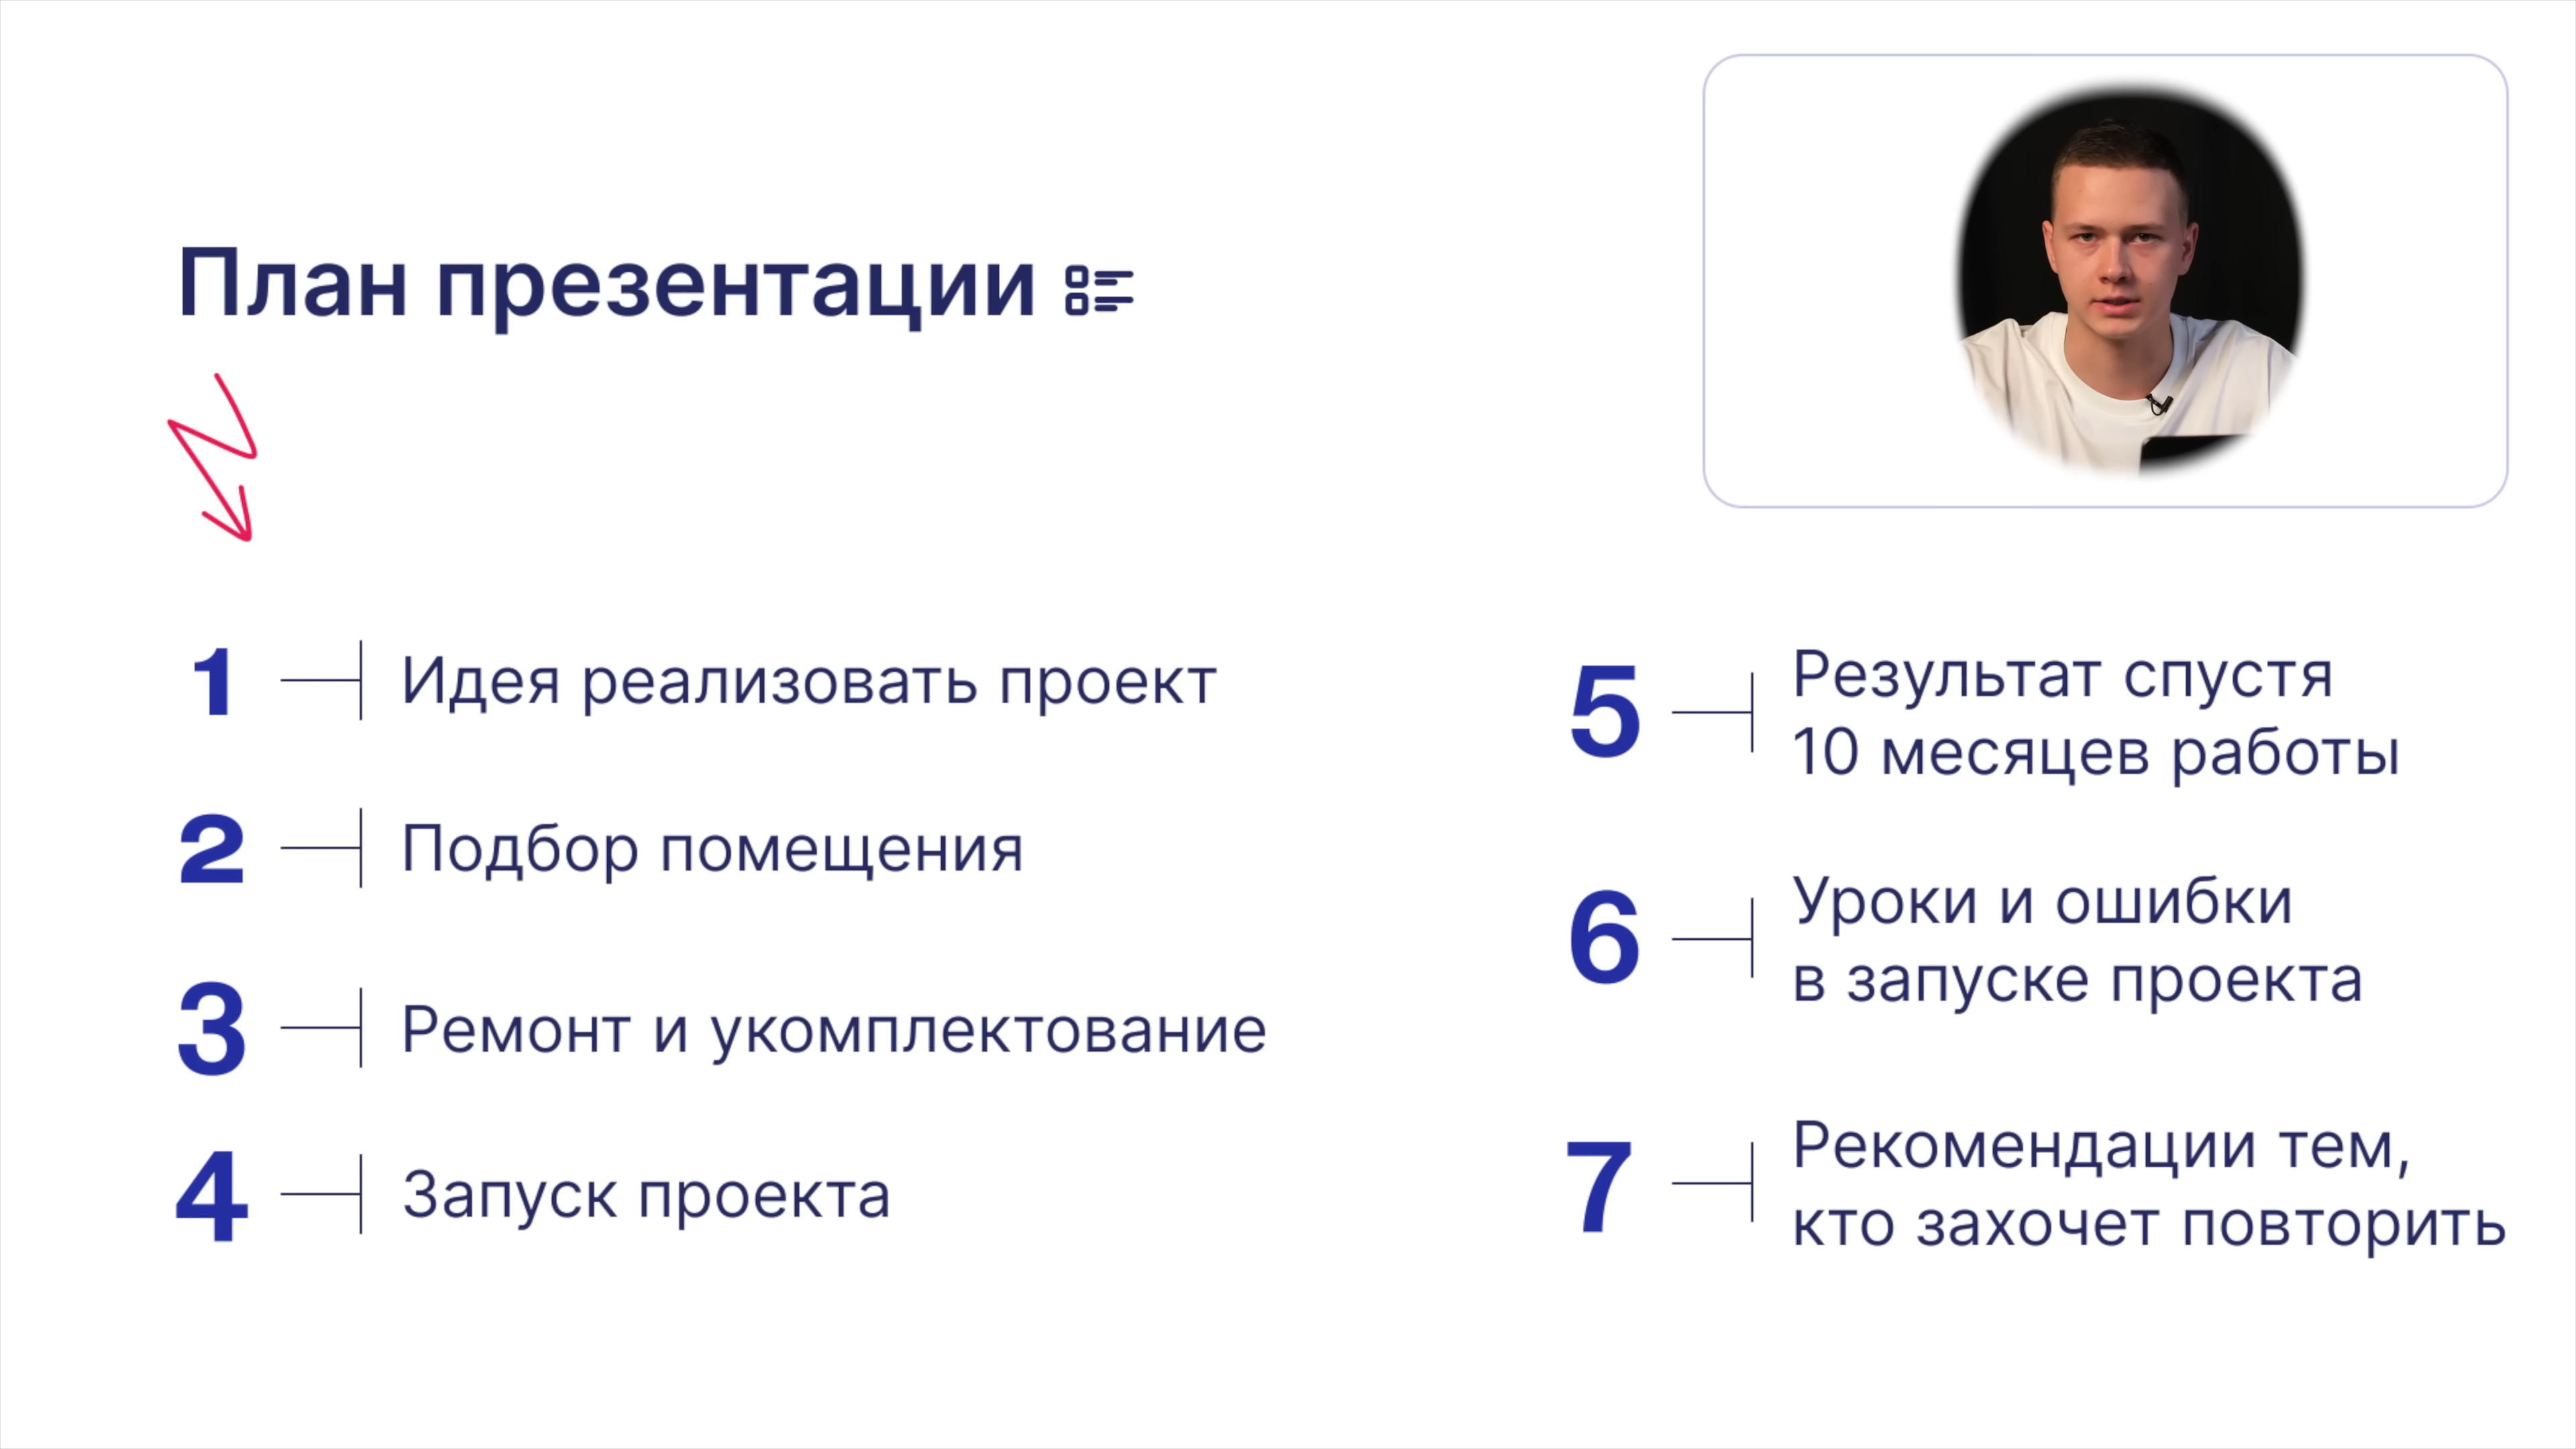 План презентации
1 Идея реализовать проект
2 Подбор помещения
3 Ремонт и укомплектование
4 Запуск проекта
5 Результат спустя
10 месяцев работы
6 Уроки и ошибки
в запуске проекта
7 Рекомендации тем,
кто захочет повторить